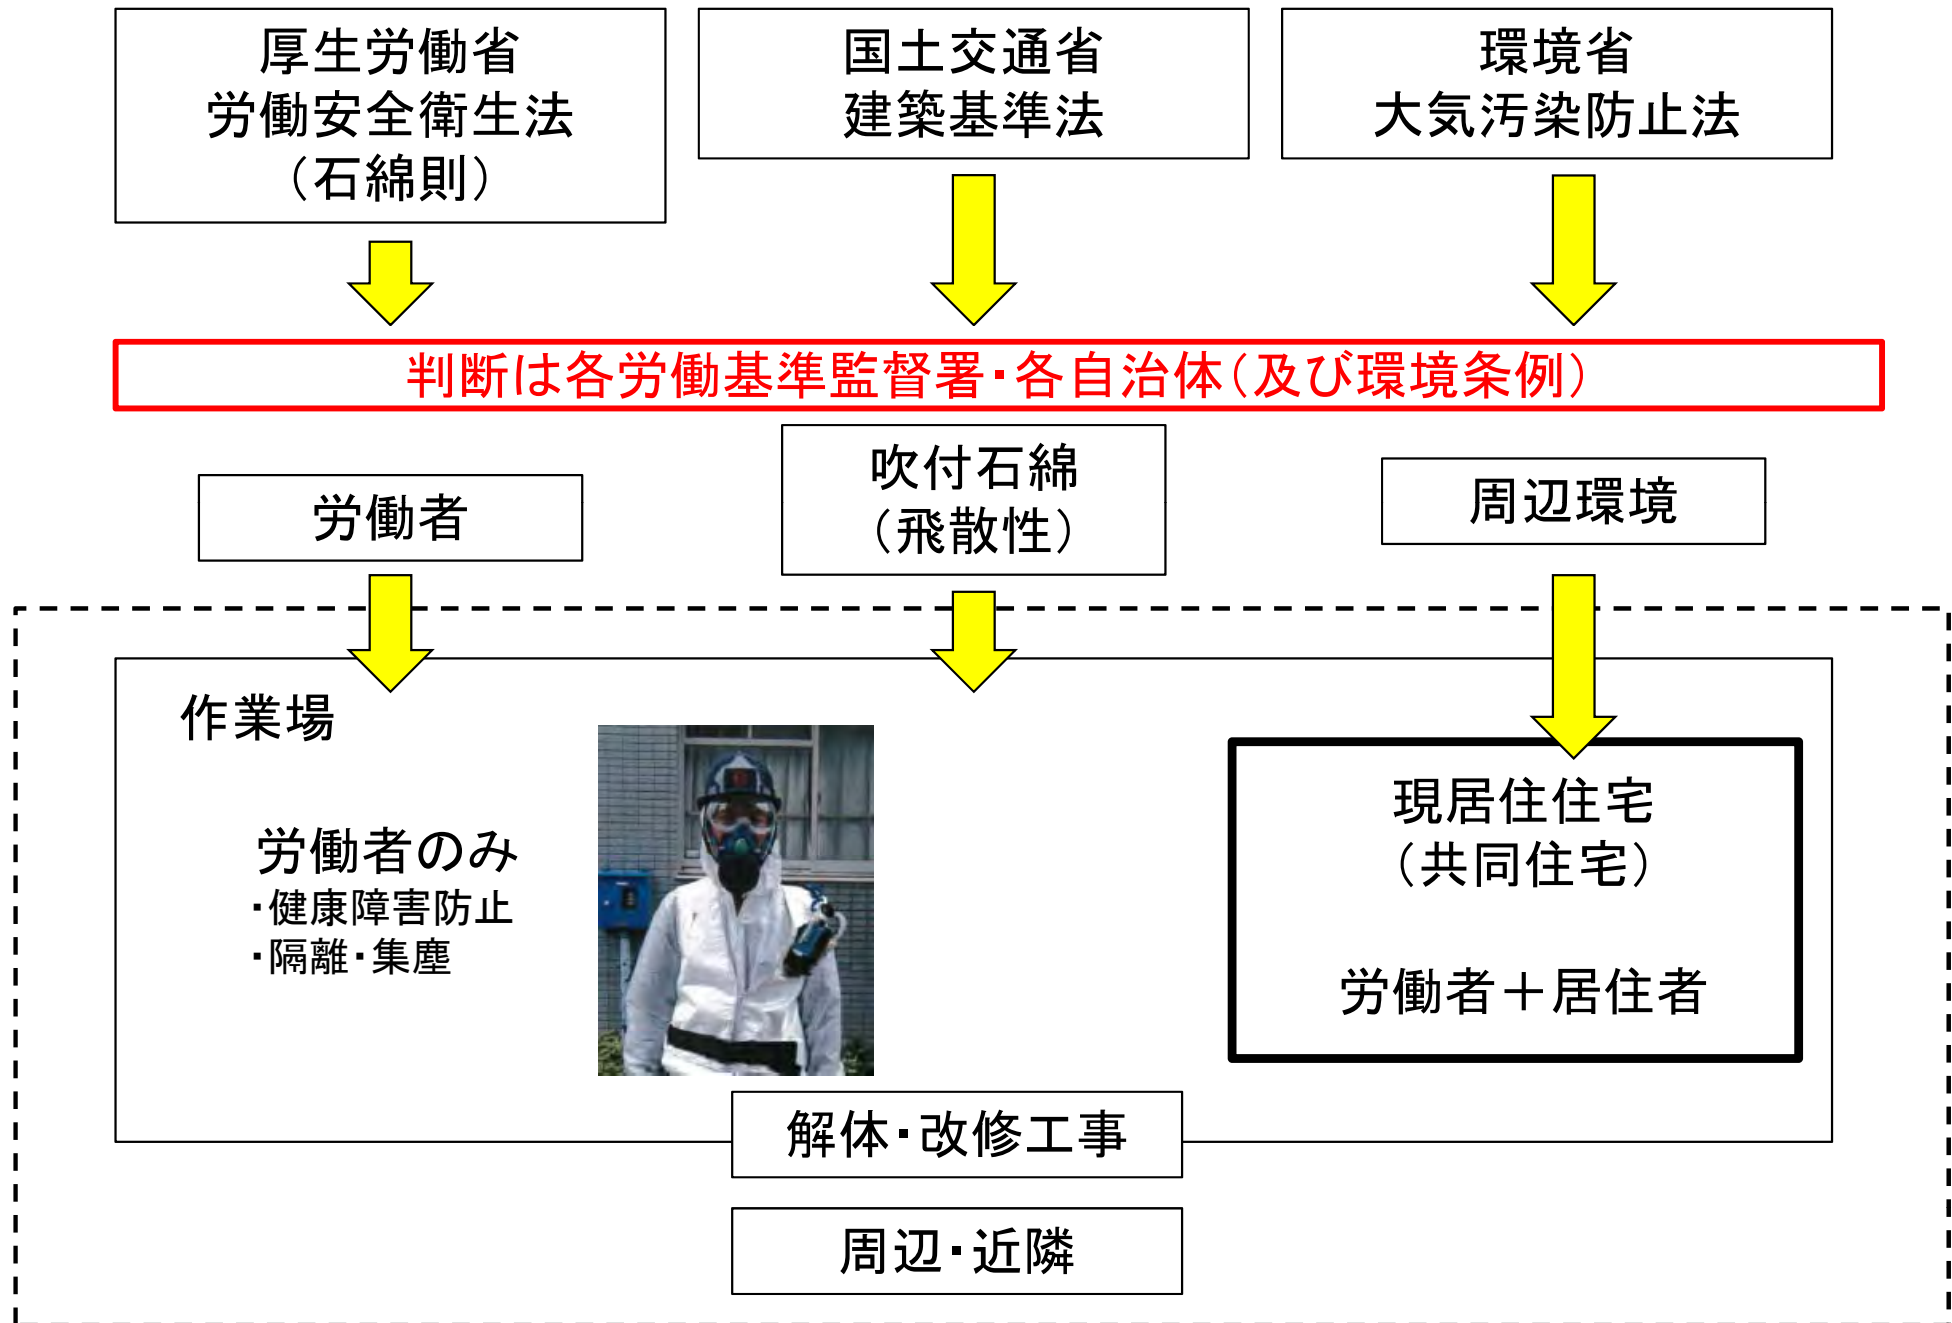 厚生労働省
労働安全衛生法
（石綿則）
国土交通省
建築基準法
環境省
大気汚染防止法
判断は各労働基準監督署・各自治体（及び環境条例）
労働者
吹付石綿
（飛散性）
周辺環境
作業場
労働者のみ
・健康障害防止
・隔離・集塵
現居住住宅
（共同住宅）
労働者＋居住者
解体・改修工事
周辺・近隣